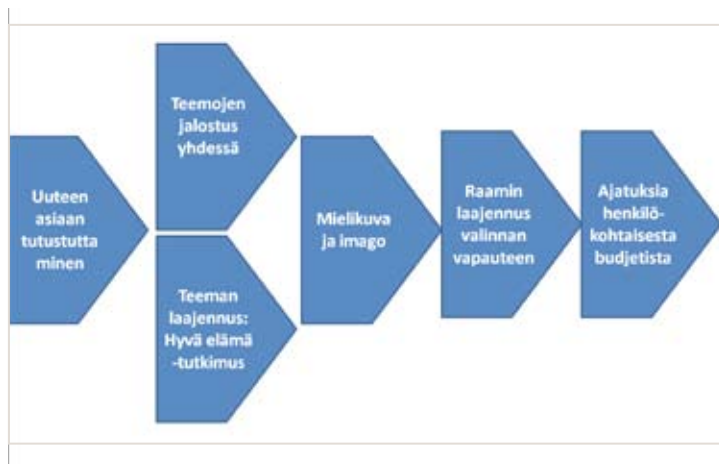 Uuteen
asiaan
tutustutta
minen
Teemojen
jalostus
yhdessä
Teeman
laajennus:
Hyvä elämä
-tutkimus
Mielikuva
ja imago
Raamin
laajennus
valinnan
vapauteen
Ajatuksia
henkilö-
kohtaisesta
budjetista